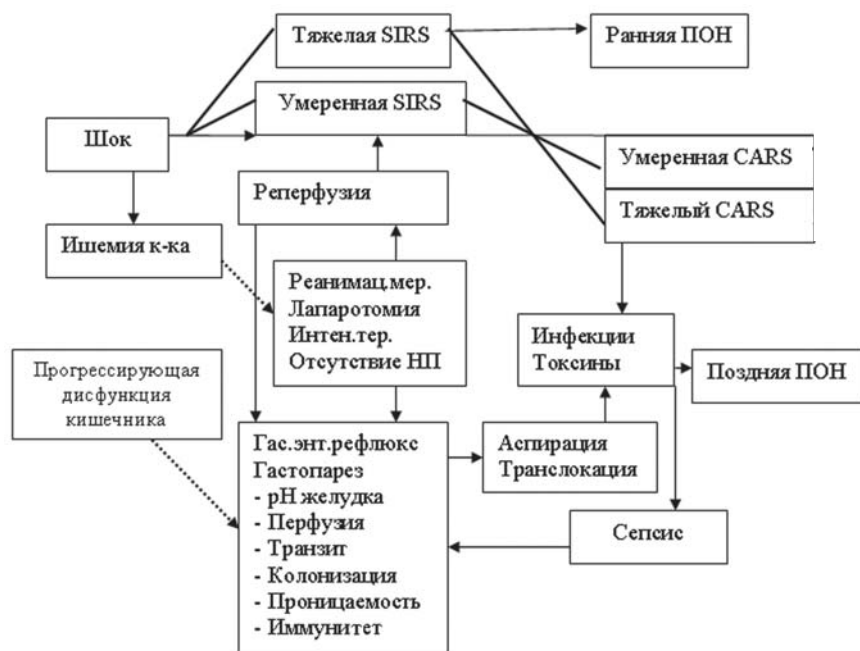 Тяжелая SIRS
Ранняя ПОН
Умеренная SIRS
Шок
Умеренная CARS
Реперфузия
Тяжелый CARS
Ишемия к-ка
Реанимац.мер.
Лапаротомия
Интен.тер.
Отсутствие НП
Инфекции
Токсины
Поздняя ПОН
Прогрессирующая
дисфункция
кишечника
Гас.энт.рефлюкс
Гастопарез
- pH желудка
- Перфузия
- Транзит
- Колонизация
- Проницаемость
- Иммунитет
Аспирация
Транслокация
Сепсис